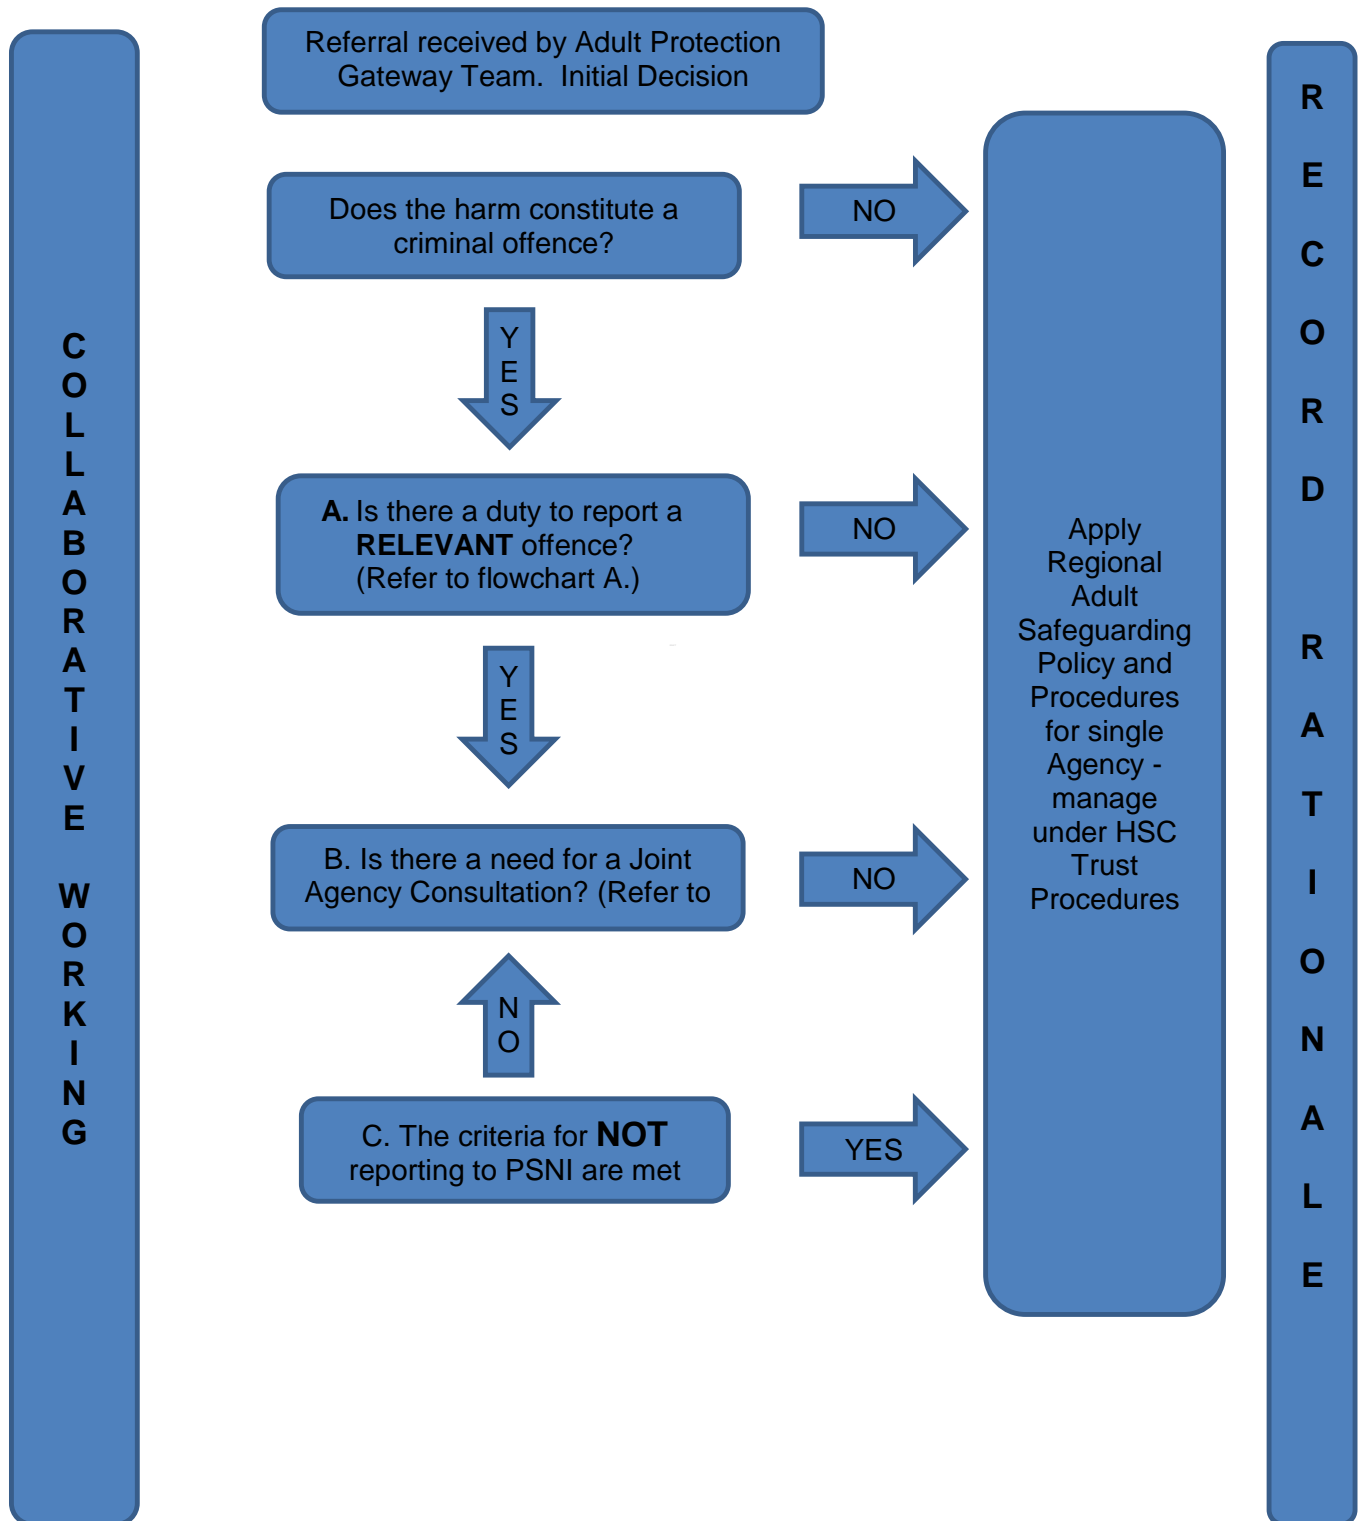 Referral received by Adult Protection
Gateway Team.  Initial Decision
Does the harm constitute a
criminal offence?
NO
YES
A. Is there a duty to report a
RELEVANT offence?
(Refer to flowchart A.)
NO
YES
B. Is there a need for a Joint
Agency Consultation? (Refer to
NO
NO
C. The criteria for NOT
reporting to PSNI are met
YES
Apply
Regional
Adult
Safeguarding
Policy and
Procedures
for single
Agency -
manage
under HSC
Trust
Procedures
COLLABORATIVE WORKING
RECORD RATIONALE